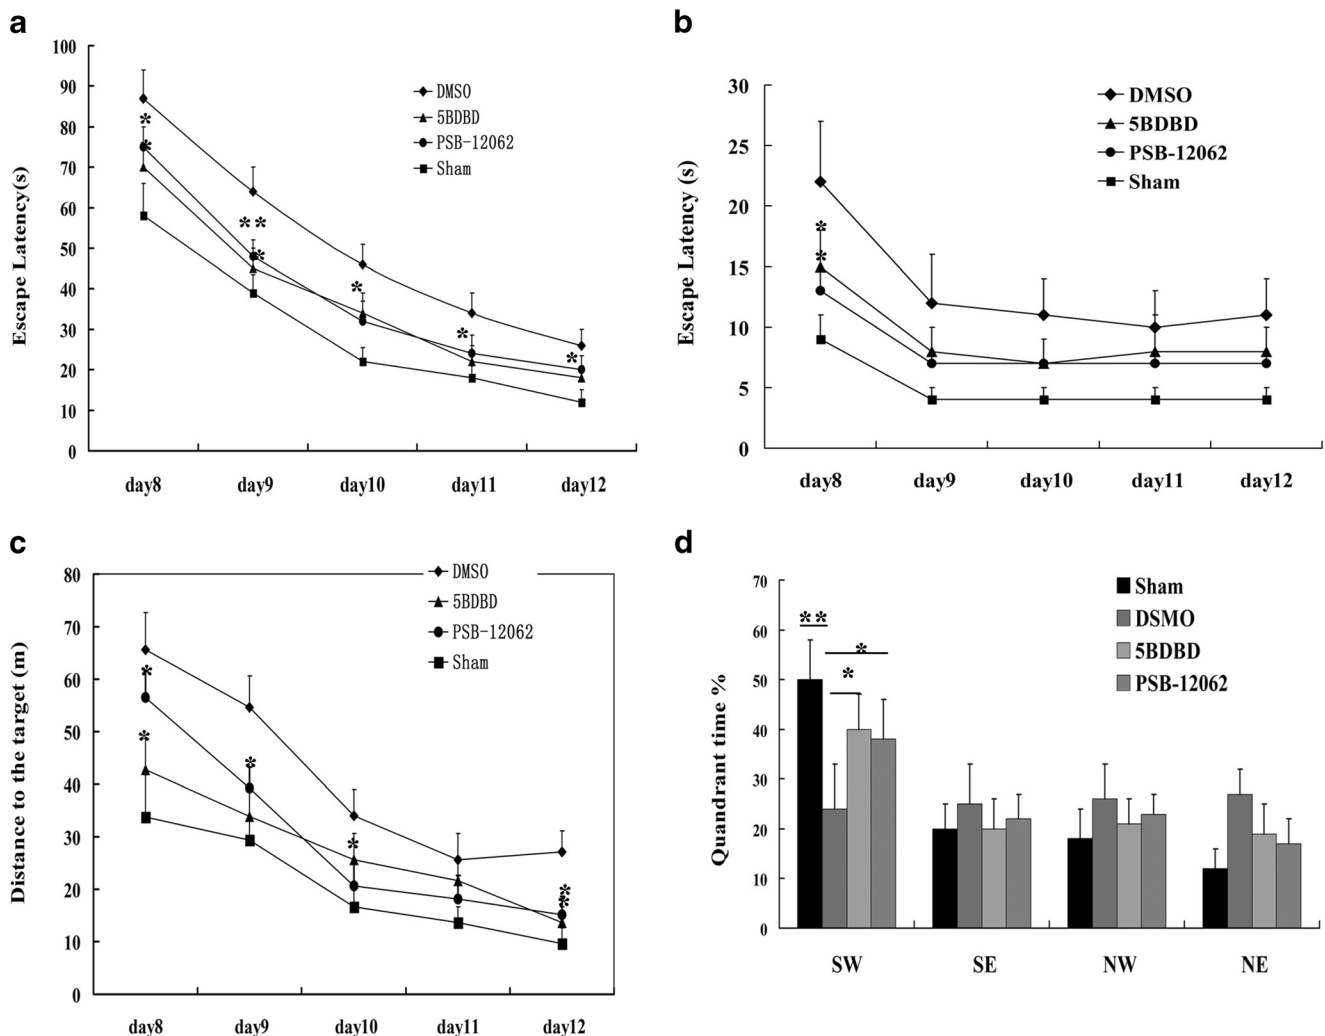 a
Escape Latency(s)
100
90
80
70
60
50
40
30
20
10
0
DMSO
5BDBD
PSB-12062
Sham
*
*
**
*
*
*
*
day8 day9 day10 day11 day12
b
Escape Latency (s)
30
25
20
15
10
5
0
DMSO
5BDBD
PSB-12062
Sham
*
*
day8 day9 day10 day11 day12
c
Distance to the target (m)
80
70
60
50
40
30
20
10
0
DMSO
5BDBD
PSB-12062
Sham
*
*
*
*
*
*
day8 day9 day10 day11 day12
d
Quandrant time %
70
60
50
40
30
20
10
0
Sham
DSMO
5BDBD
PSB-12062
**
*
*
SW SE NW NE